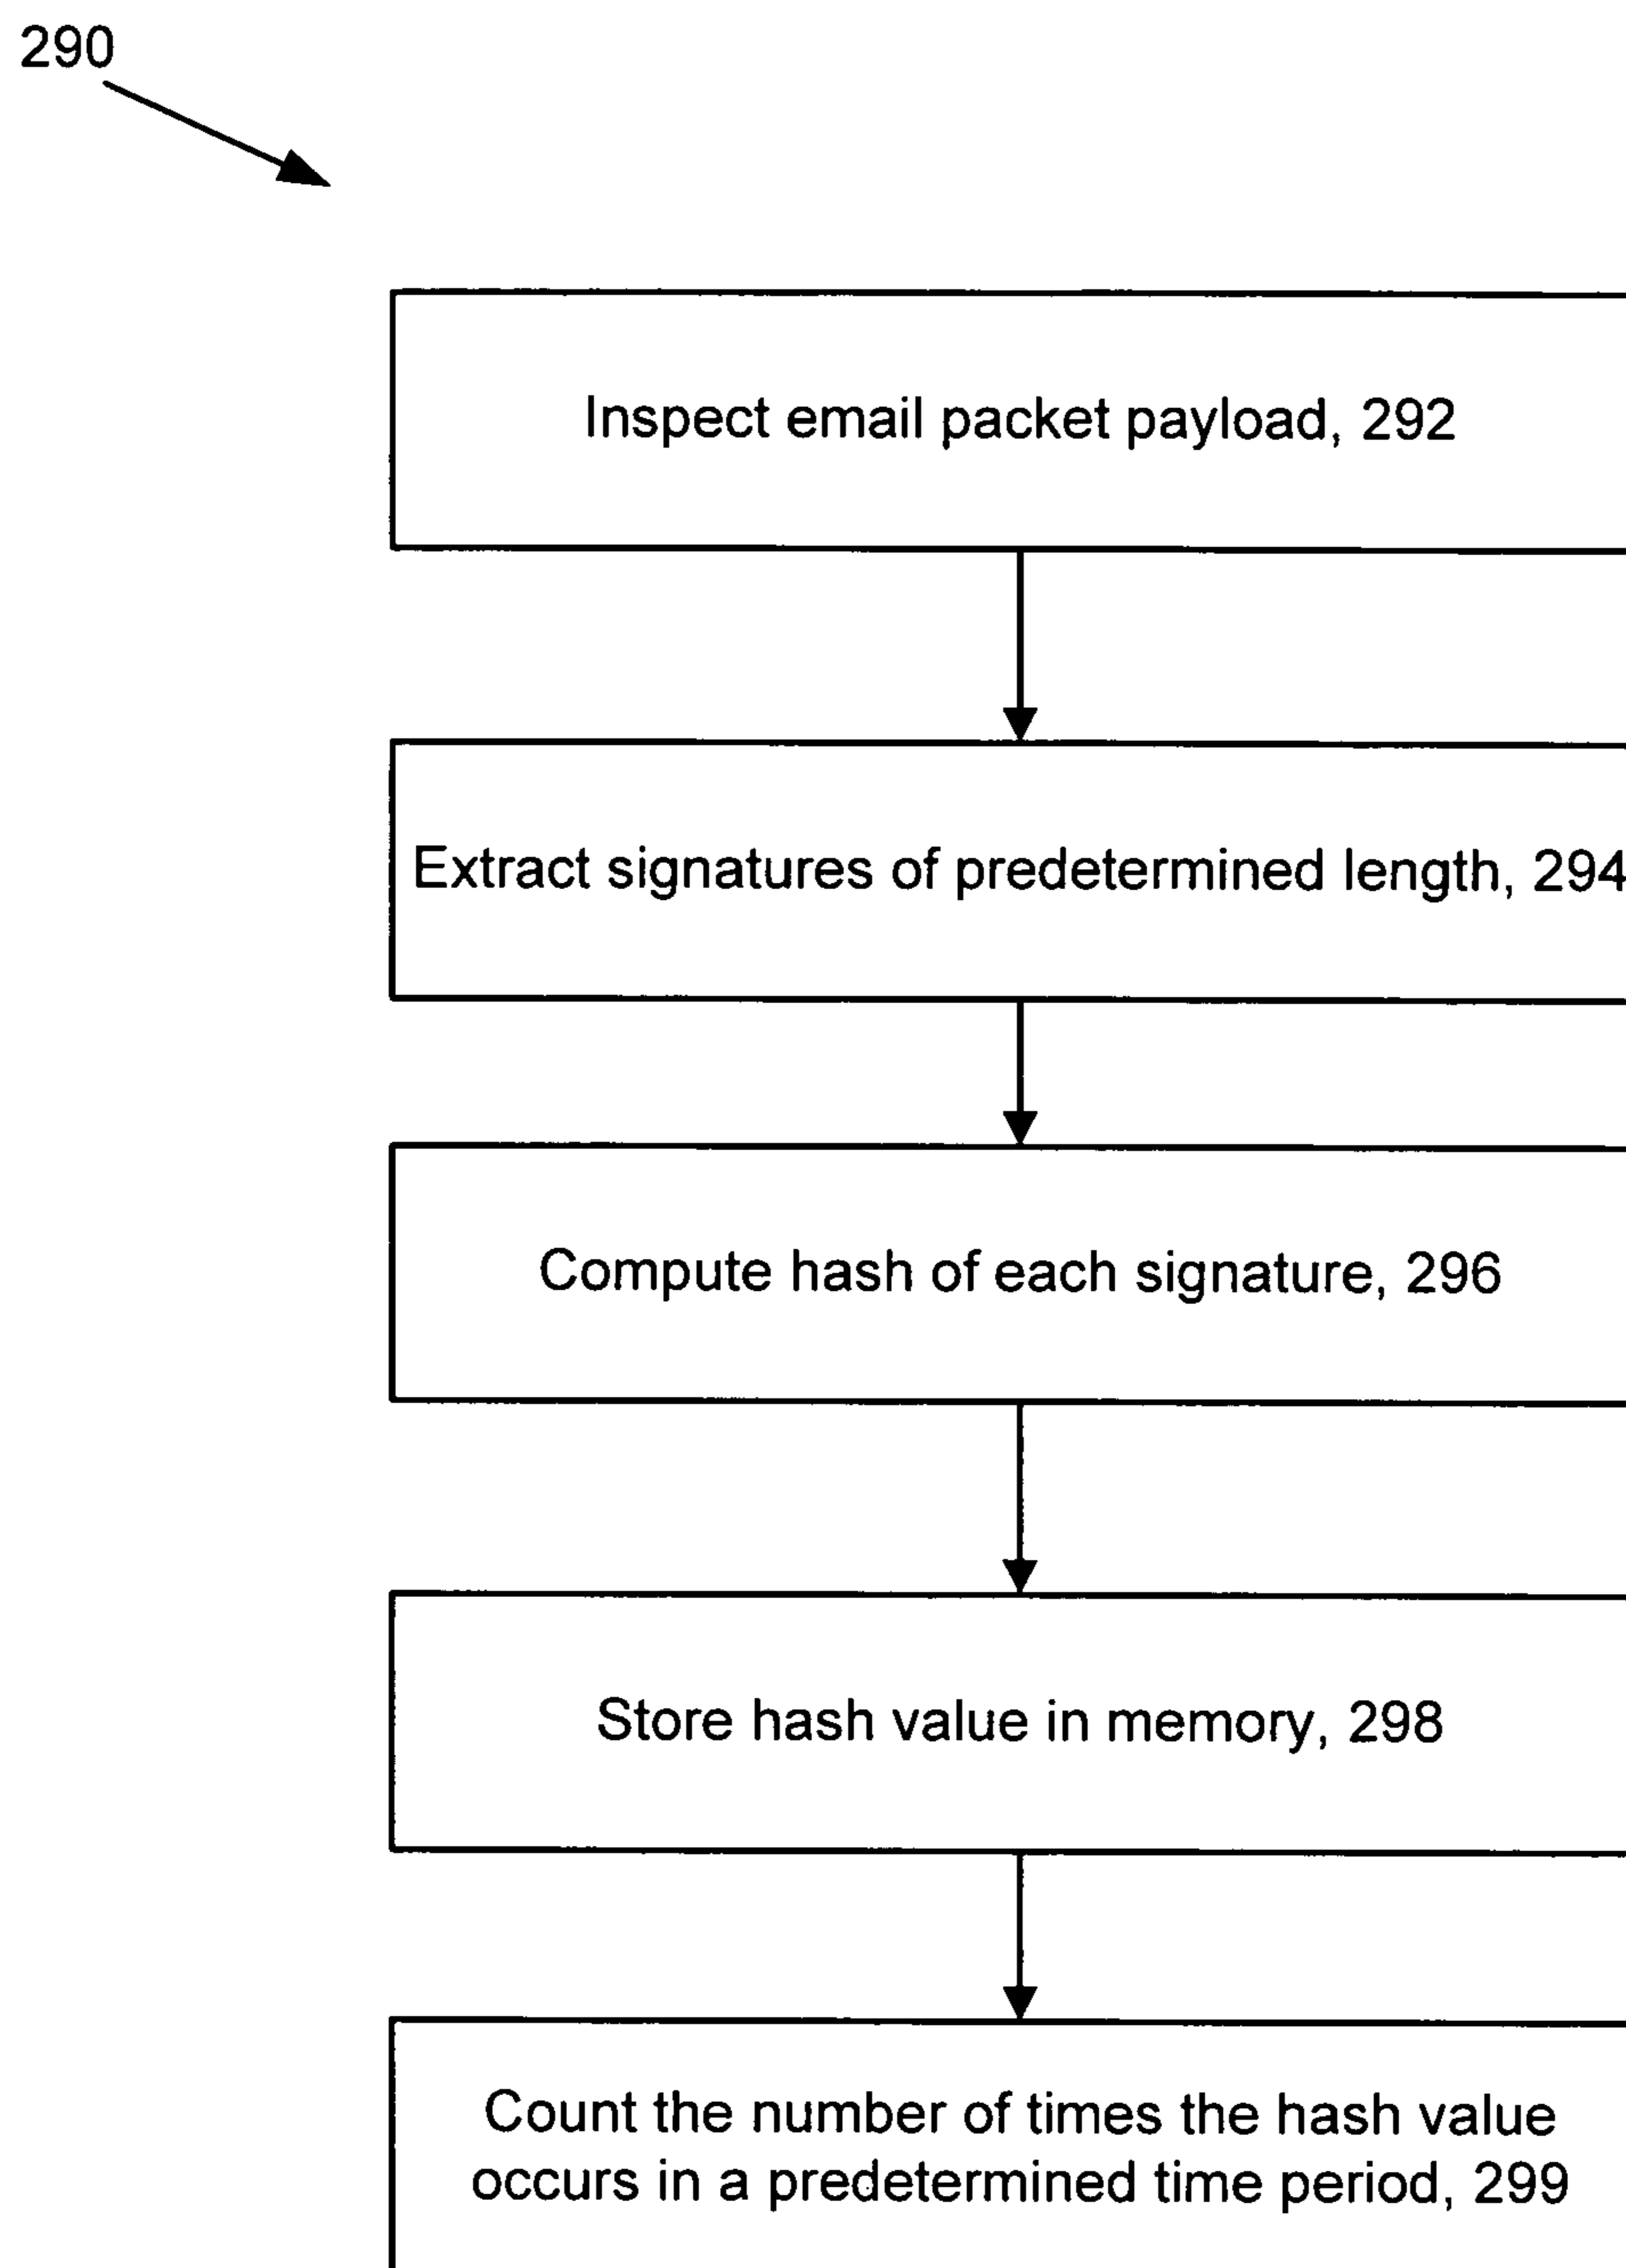 290
Inspect email packet payload, 292
Extract signatures of predetermined length, 294
Compute hash of each signature, 296
Store hash value in memory, 298
Count the number of times the hash value
occurs in a predetermined time period, 299